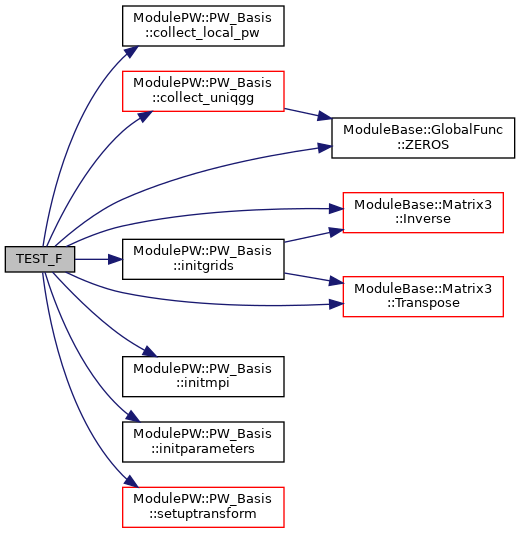 ModulePW::PW_Basis
::collect_local_pw
ModulePW::PW_Basis
::collect_uniqgg
ModuleBase::GlobalFunc
::ZEROS
ModuleBase::Matrix3
::Inverse
TEST_F
ModulePW::PW_Basis
::initgrids
ModuleBase::Matrix3
::Transpose
ModulePW::PW_Basis
::initmpi
ModulePW::PW_Basis
::initparameters
ModulePW::PW_Basis
::setuptransform